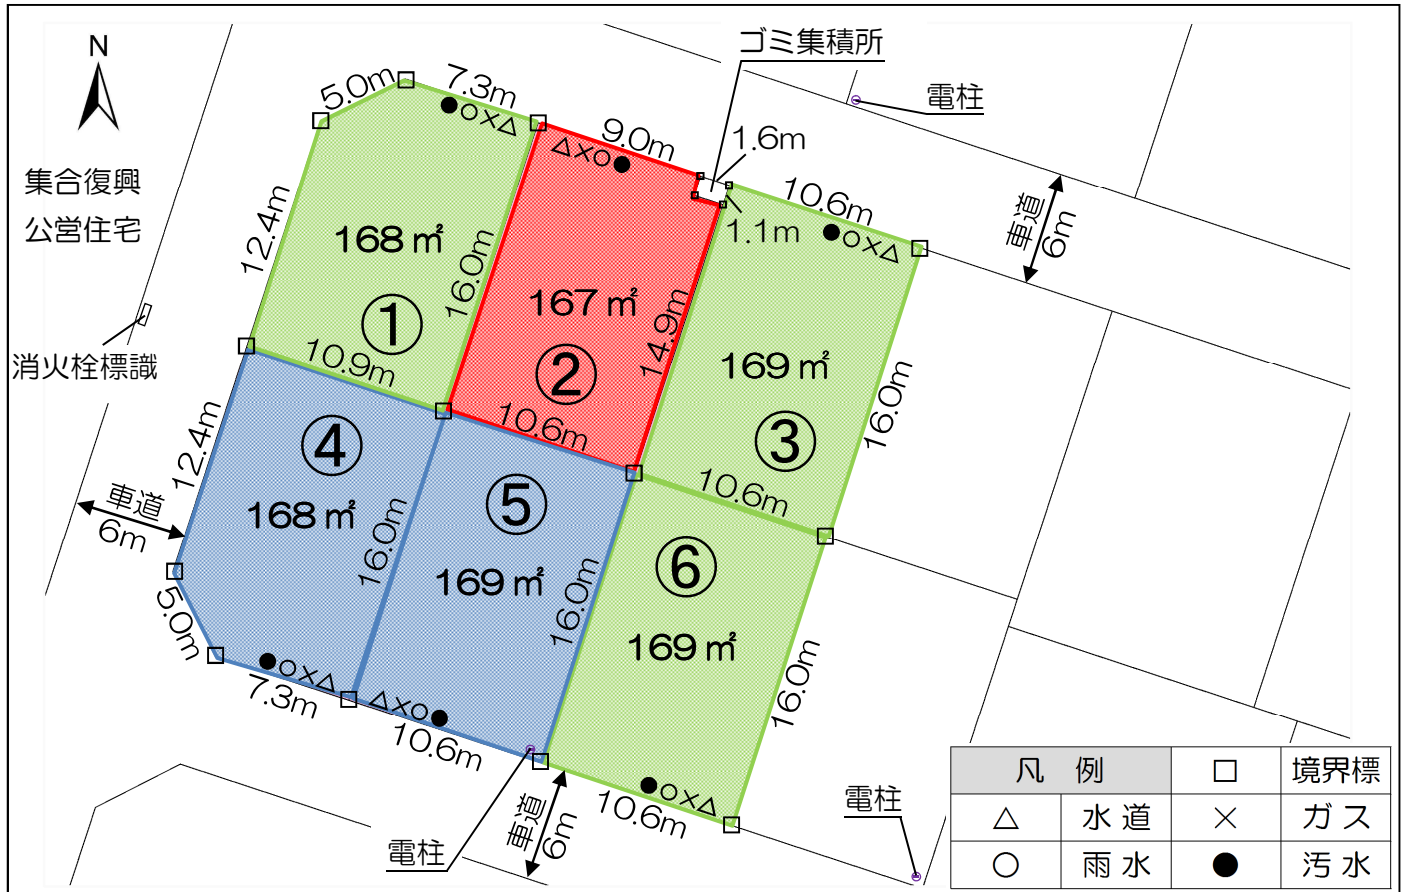 N
ゴミ集積所
電柱
5.0m
7.3m
9.0m
1.6m
集合復興
公営住宅
10.6m
車道
6m
12.4m
168㎡
16.0m
1.1m
①
167㎡
14.9m
消火栓標識
10.9m
②
169㎡
16.0m
10.6m
③
④
12.4m
10.6m
168㎡
車道
6m
⑤
16.0m
169㎡
⑥
16.0m
169㎡
5.0m
7.3m
16.0m
10.6m
電柱
車道
6m
10.6m
電柱
凡 例 □ 境界標
△ 水道 × ガス
○ 雨水 ● 汚水